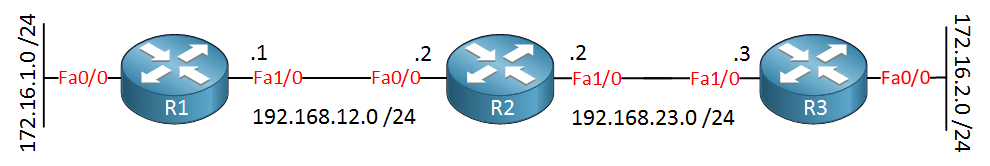 172.16.1.0 /24
Fa0/0
R1
.1
Fa1/0
192.168.12.0 /24
.2
Fa0/0
R2
.2
Fa1/0
192.168.23.0 /24
.3
Fa1/0
R3
Fa0/0
172.16.2.0 /24